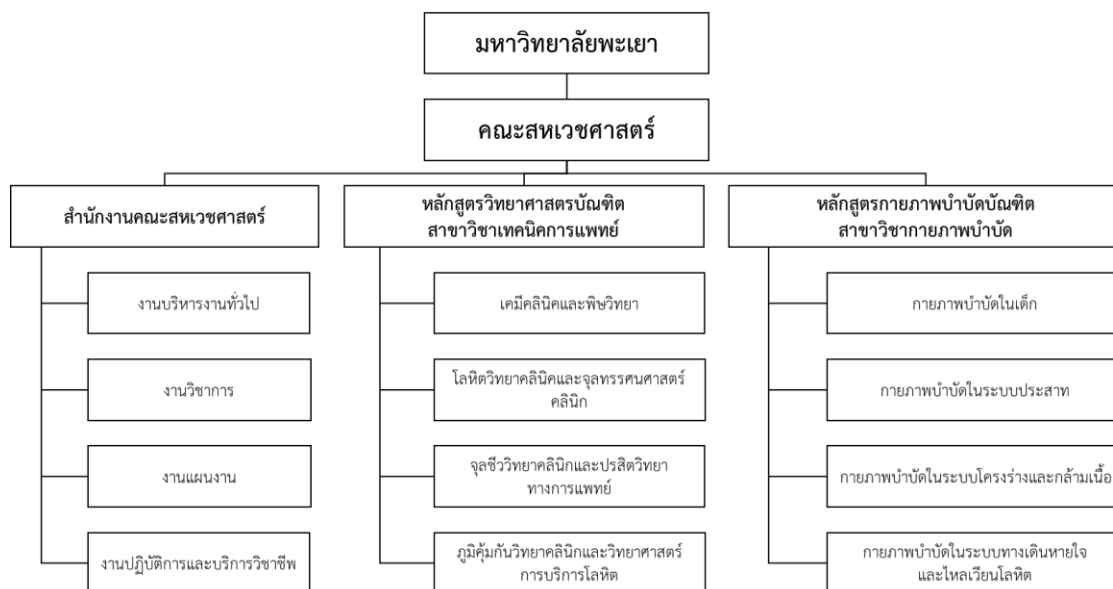 มหาวิทยาลัยพะเยา
คณะสหเวชศาสตร์
สำนักงานคณะสหเวชศาสตร์
งานบริหารงานทั่วไป
งานวิชาการ
งานแผนงาน
งานปฏิบัติการและบริการวิชาชีพ
หลักสูตรวิทยาศาสตรบัณฑิต
สาขาวิชาเทคนิคการแพทย์
เคมีคลินิกและพิษวิทยา
โลหิตวิทยาคลินิกและจุลทรรศนศาสตร์
คลินิก
จุลชีววิทยาคลินิกและปรสิตวิทยา
ทางการแพทย์
ภูมิคุ้มกันวิทยาคลินิกและวิทยาศาสตร์
การบริการโลหิต
หลักสูตรกายภาพบำบัดบัณฑิต
สาขาวิชากายภาพบำบัด
กายภาพบำบัดในเด็ก
กายภาพบำบัดในระบบประสาท
กายภาพบำบัดในระบบโครงร่างและกล้ามเนื้อ
กายภาพบำบัดในระบบทางเดินหายใจ
และไหลเวียนโลหิต